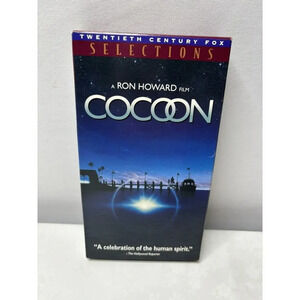 TWENTIETH CENTURY FOX
SELECTIONS
A RON HOWARD FILM
COCOON
"A celebration of the human spirit."
- The Hollywood Reporter